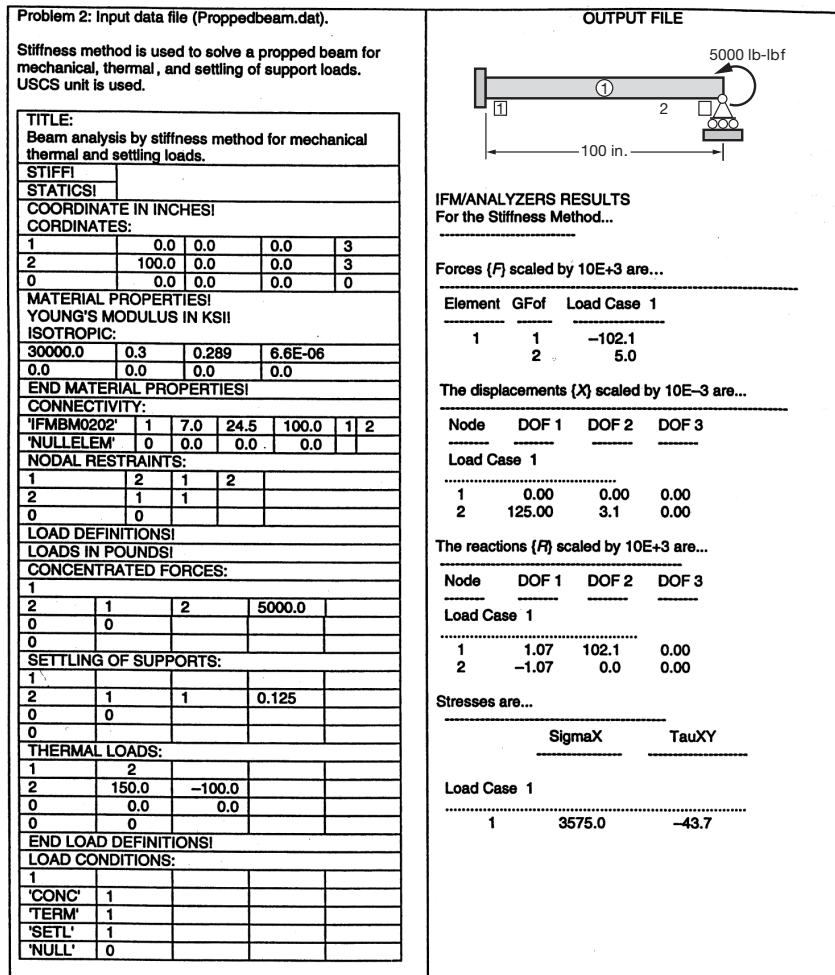 Problem 2: Input data file (Proppedbeam.dat).
Stiffness method is used to solve a propped beam for
mechanical, thermal, and settling of support loads.
USCS unit is used.
TITLE:
Beam analysis by stiffness method for mechanical
thermal and settling loads.
STIFF!
STATICS!
COORDINATE IN INCHES!
CORDINATES:
1 0.0 0.0 0.0 3
2 100.0 0.0 0.0 3
0 0.0 0.0 0.0 0
MATERIAL PROPERTIES!
YOUNG'S MODULUS IN KSI!
ISOTROPIC:
30000.0 0.3 0.289 6.6E-06
0.0 0.0 0.0 0.0
END MATERIAL PROPERTIES!
CONNECTIVITY:
'IFMBM0202' 1 7.0 24.5 100.0 1 2
'NULLELEM' 0 0.0 0.0 0.0
NODAL RESTRAINTS:
1 2 1 2
2 1 1
0 0
LOAD DEFINITIONS!
LOADS IN POUNDS!
CONCENTRATED FORCES:
1
2 1 2 5000.0
0 0
0
SETTLING OF SUPPORTS:
1
2 1 1 0.125
0 0
0
THERMAL LOADS:
1 2
2 150.0 –100.0
0 0.0 0.0
0 0
END LOAD DEFINITIONS!
LOAD CONDITIONS:
1
'CONC' 1
'TERM' 1
'SETL' 1
'NULL' 0
OUTPUT FILE
5000 lb-lbf
1
1 2
100 in.
IFM/ANALYZERS RESULTS
For the Stiffness Method...
Forces {F} scaled by 10E+3 are...
Element GFof Load Case 1
1 1 –102.1
2 5.0
The displacements {X} scaled by 10E–3 are...
Node DOF 1 DOF 2 DOF 3
Load Case 1
1 0.00 0.00 0.00
2 125.00 3.1 0.00
The reactions {R} scaled by 10E+3 are...
Node DOF 1 DOF 2 DOF 3
Load Case 1
1 1.07 102.1 0.00
2 –1.07 0.0 0.00
Stresses are...
SigmaX TauXY
Load Case 1
1 3575.0 –43.7